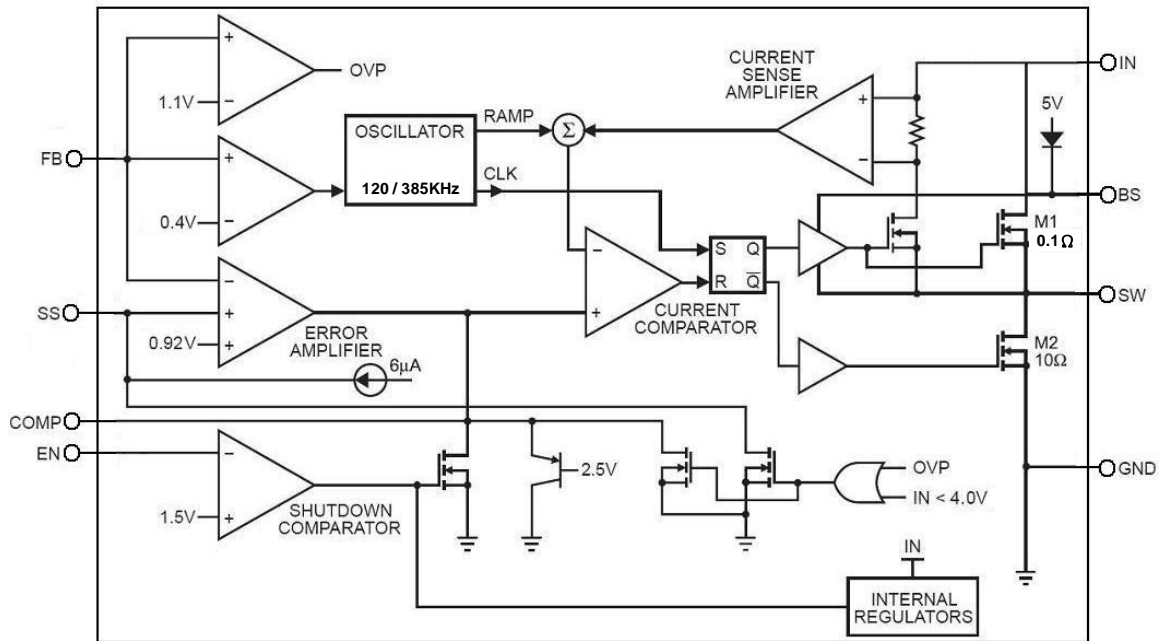 OVP
1.1V
+
−
CURRENT
SENSE
AMPLIFIER
IN
5V
OSCILLATOR
120 / 385KHz
RAMP
Σ
+
−
FB
+
−
0.4V
CLK
BS
M1
0.1Ω
S Q
R Q̅
−
+
CURRENT
COMPARATOR
SS
−
+
+
0.92V
ERROR
AMPLIFIER
6µA
SW
M2
10Ω
COMP
EN
−
+
1.5V
SHUTDOWN
COMPARATOR
2.5V
OVP
IN < 4.0V
GND
IN
INTERNAL
REGULATORS